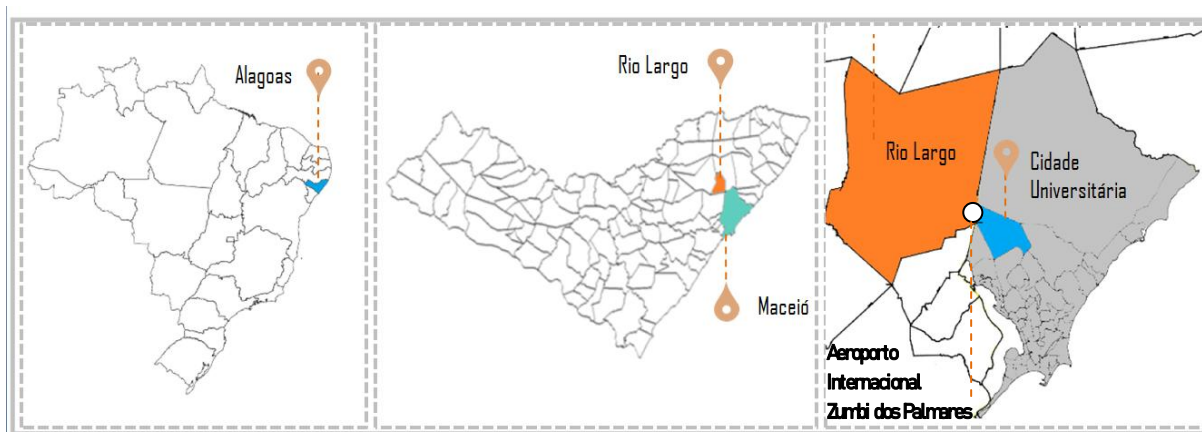 Alagoas
Rio Largo
Maceió
Rio Largo
Cidade
Universitária
Aeroporto
Internacional
Zumbi dos Palmares